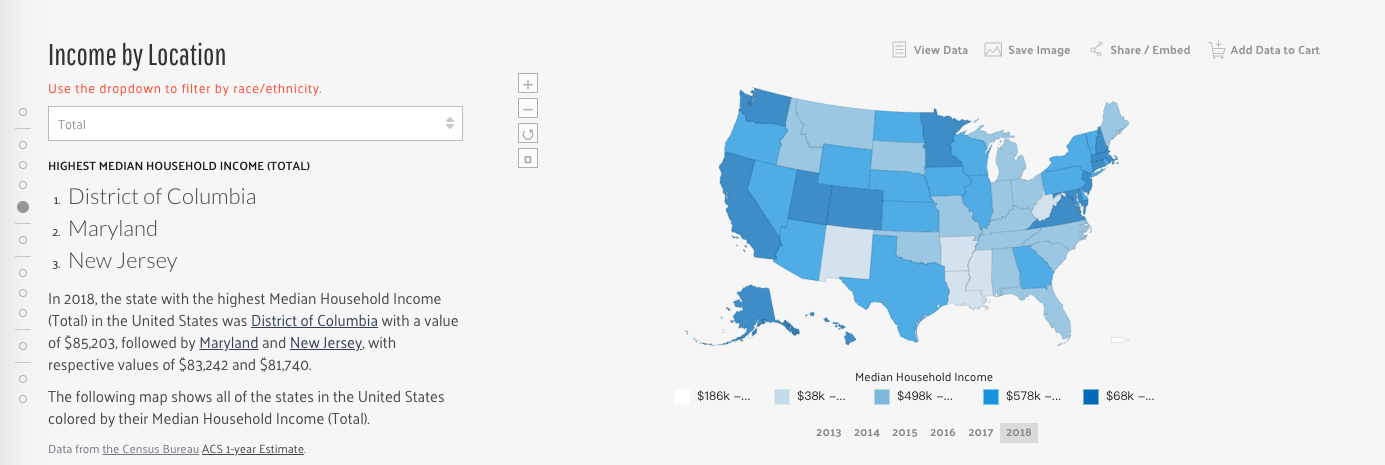 Income by Location
Use the dropdown to filter by race/ethnicity.
Total
HIGHEST MEDIAN HOUSEHOLD INCOME (TOTAL)
1. District of Columbia
2. Maryland
3. New Jersey
In 2018, the state with the highest Median Household Income
(Total) in the United States was District of Columbia with a value
of $85,203, followed by Maryland and New Jersey, with
respective values of $83,242 and $81,740.
The following map shows all of the states in the United States
colored by their Median Household Income (Total).
Data from the Census Bureau ACS 1-year Estimate.
View Data Save Image Share / Embed Add Data to Cart
Median Household Income
$186k –... $38k –... $498k –... $578k –... $68k –...
2013 2014 2015 2016 2017 2018